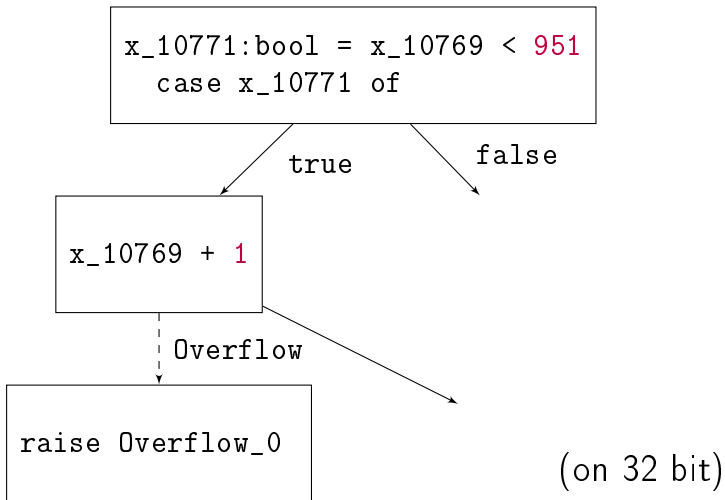 x_10771:bool = x_10769 < 951
case x_10771 of
true
false
x_10769 + 1
Overflow
raise Overflow_0
(on 32 bit)